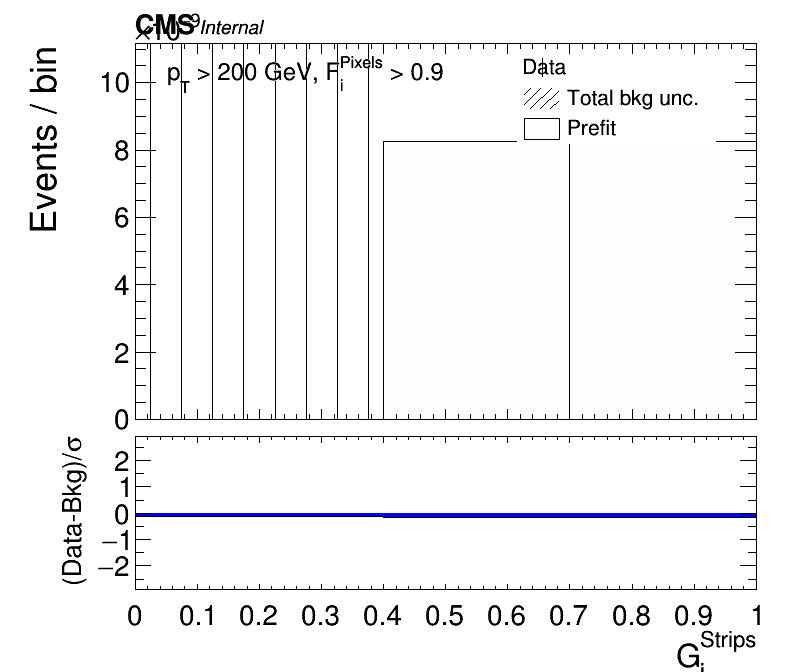 CMS Internal
×10⁻⁹
p_T > 200 GeV, F_i^Pixels > 0.9
Data
Total bkg unc.
Prefit
Events / bin
10
8
6
4
2
0
(Data-Bkg)/σ
2
1
0
−1
−2
0 0.1 0.2 0.3 0.4 0.5 0.6 0.7 0.8 0.9 1
G_i^Strips